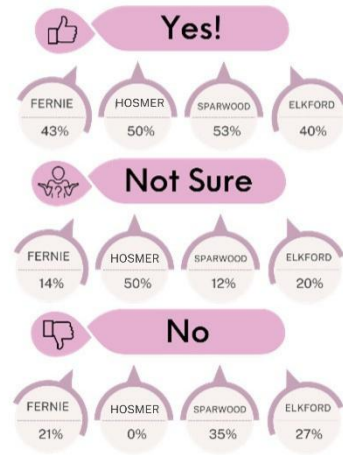 Yes!
FERNIE HOSMER SPARWOOD ELKFORD
43% 50% 53% 40%
?
Not Sure
FERNIE HOSMER SPARWOOD ELKFORD
14% 50% 12% 20%
No
FERNIE HOSMER SPARWOOD ELKFORD
21% 0% 35% 27%